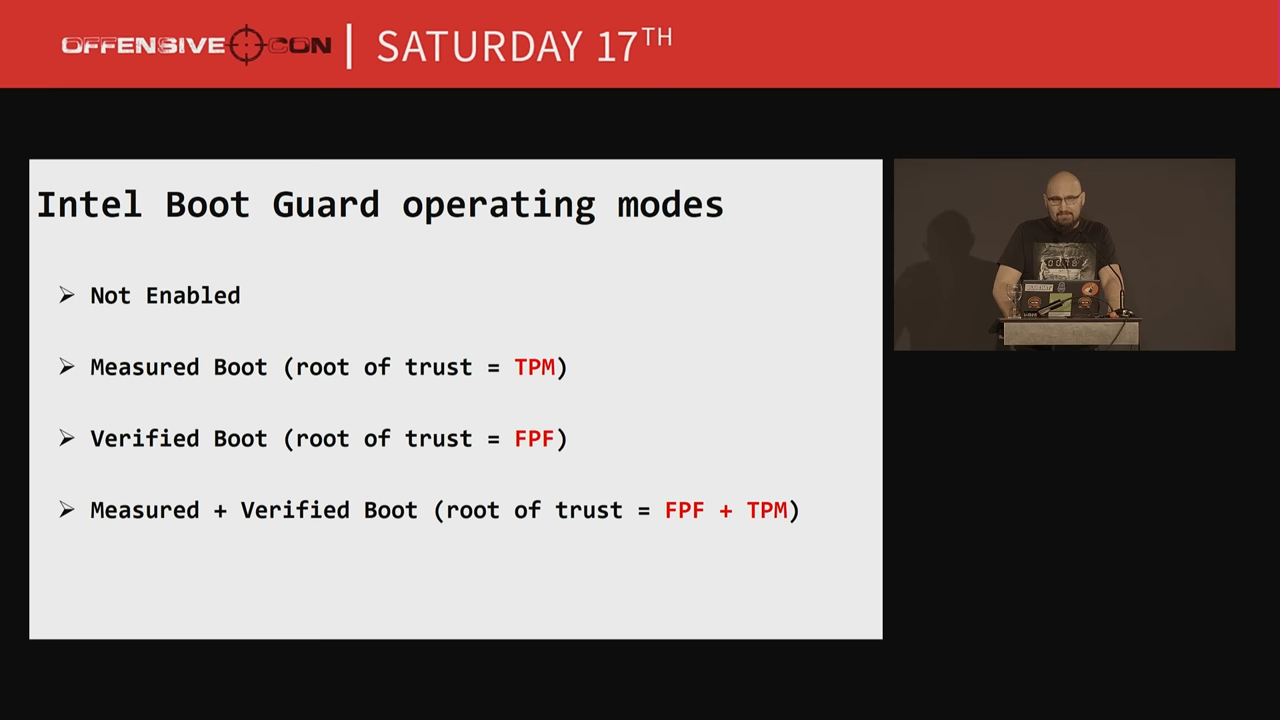 OFFENSIVE CON | SATURDAY 17TH
Intel Boot Guard operating modes
➢ Not Enabled
➢ Measured Boot (root of trust = TPM)
➢ Verified Boot (root of trust = FPF)
➢ Measured + Verified Boot (root of trust = FPF + TPM)